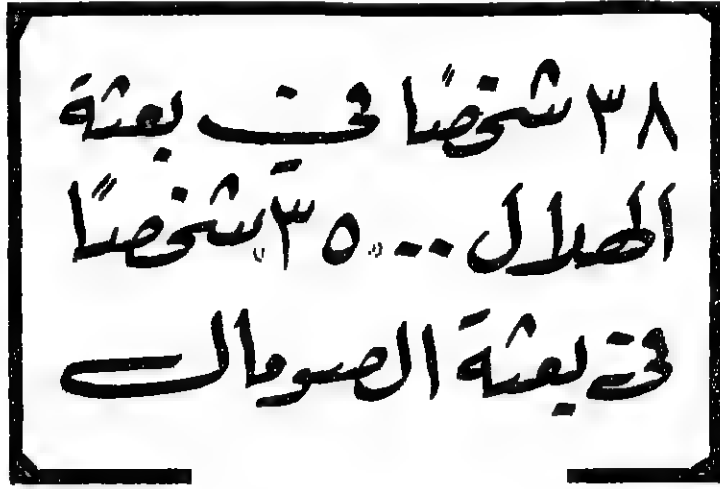 ٣٨ شخصًا في بعثة
الهلال .. ٣٥ شخصًا
في بعثة الصومال